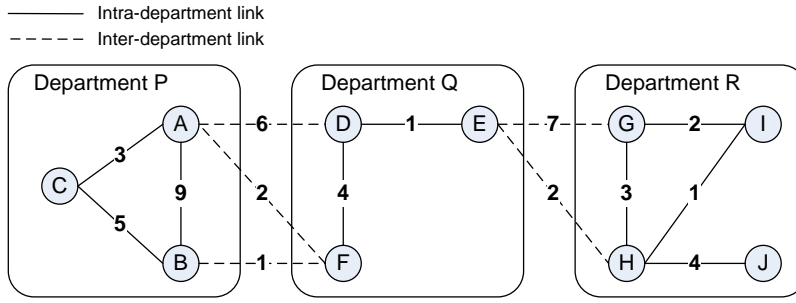 Intra-department link
Inter-department link
Department P
Department Q
Department R
A 6 D 1 E 7 G 2 I
3
C 9 2 4 2 3 1
5
B 1 F H 4 J